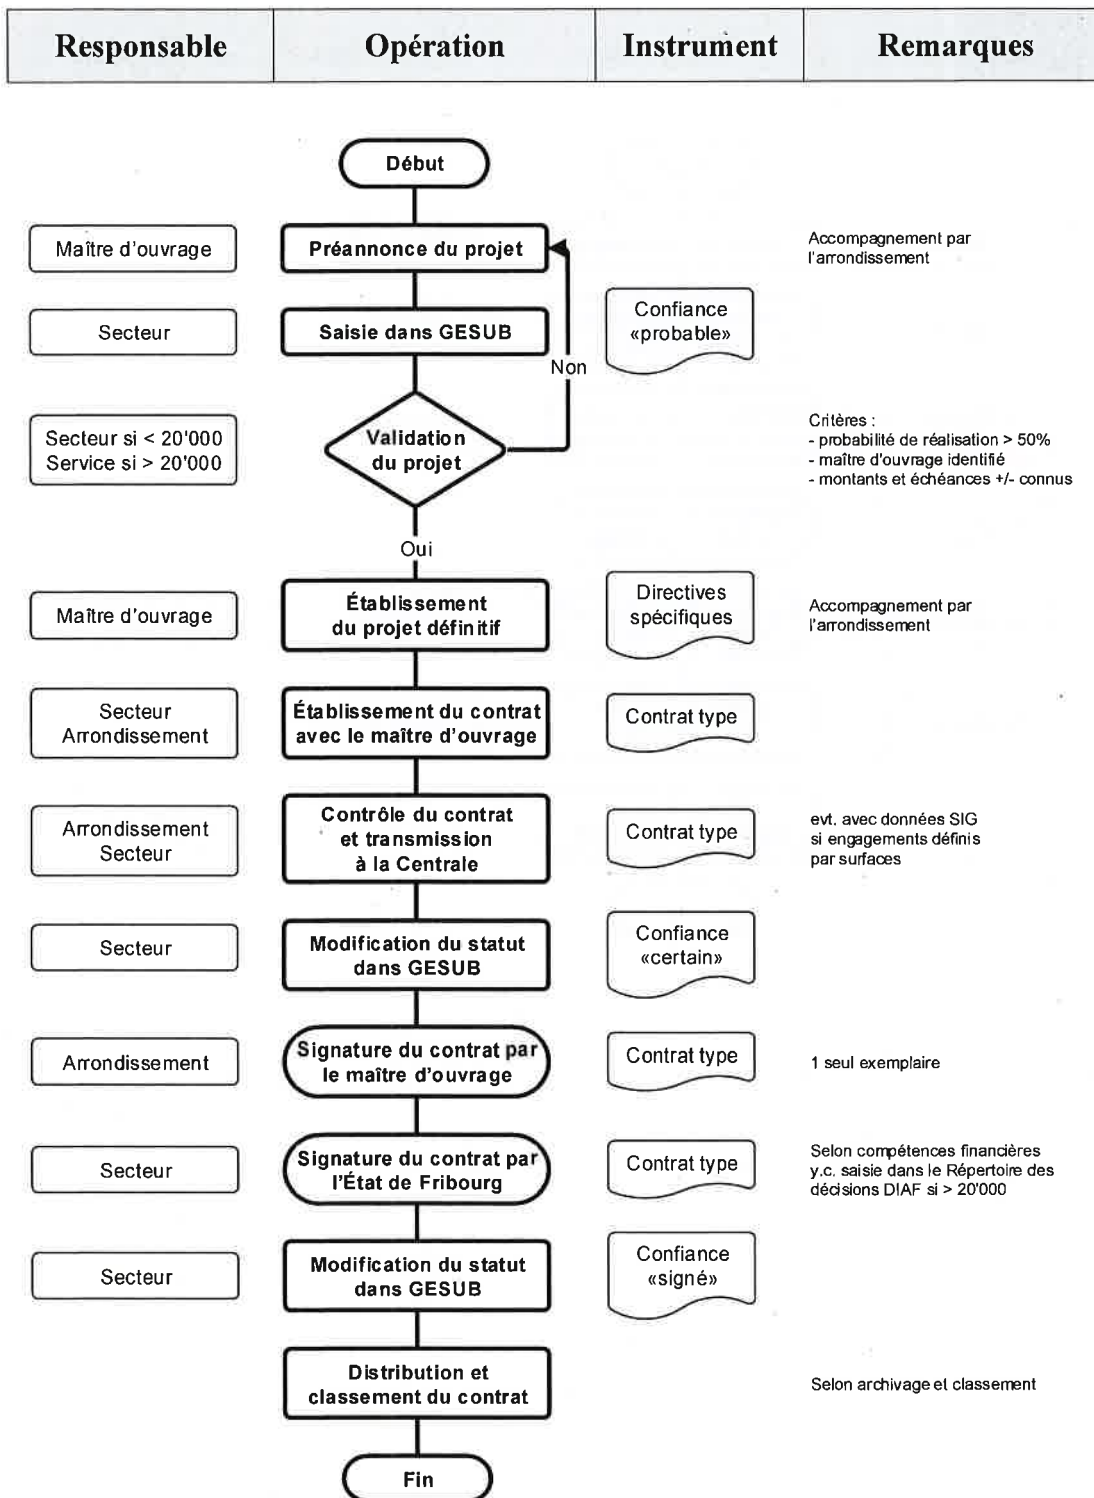 Responsable Opération Instrument Remarques
Début
Maître d'ouvrage
Préannonce du projet
Accompagnement par
l'arrondissement
Secteur
Saisie dans GESUB
Confiance
«probable»
Non
Secteur si < 20'000
Service si > 20'000
Validation
du projet
Critères :
- probabilité de réalisation > 50%
- maître d'ouvrage identifié
- montants et échéances +/- connus
Oui
Maître d'ouvrage
Établissement
du projet définitif
Directives
spécifiques
Accompagnement par
l'arrondissement
Secteur
Arrondissement
Établissement du contrat
avec le maître d'ouvrage
Contrat type
Arrondissement
Secteur
Contrôle du contrat
et transmission
à la Centrale
Contrat type
evt. avec données SIG
si engagements définis
par surfaces
Secteur
Modification du statut
dans GESUB
Confiance
«certain»
Arrondissement
Signature du contrat par
le maître d'ouvrage
Contrat type
1 seul exemplaire
Secteur
Signature du contrat par
l'État de Fribourg
Contrat type
Selon compétences financières
y.c. saisie dans le Répertoire des
décisions DIAF si > 20'000
Secteur
Modification du statut
dans GESUB
Confiance
«signé»
Distribution et
classement du contrat
Selon archivage et classement
Fin